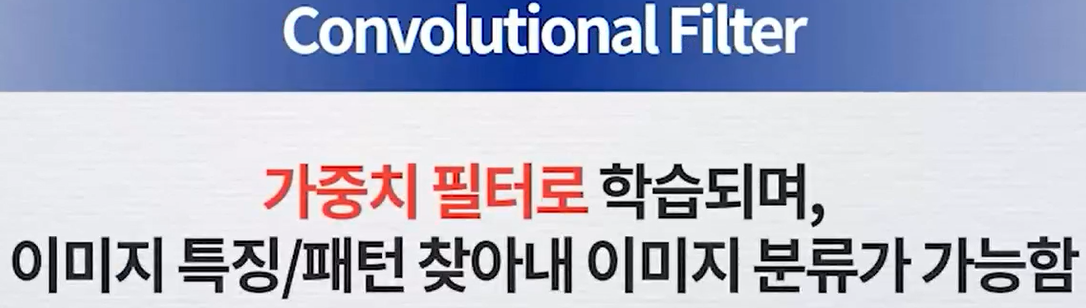 Convolutional Filter
가중치 필터로 학습되며,
이미지 특징/패턴 찾아내 이미지 분류가 가능함